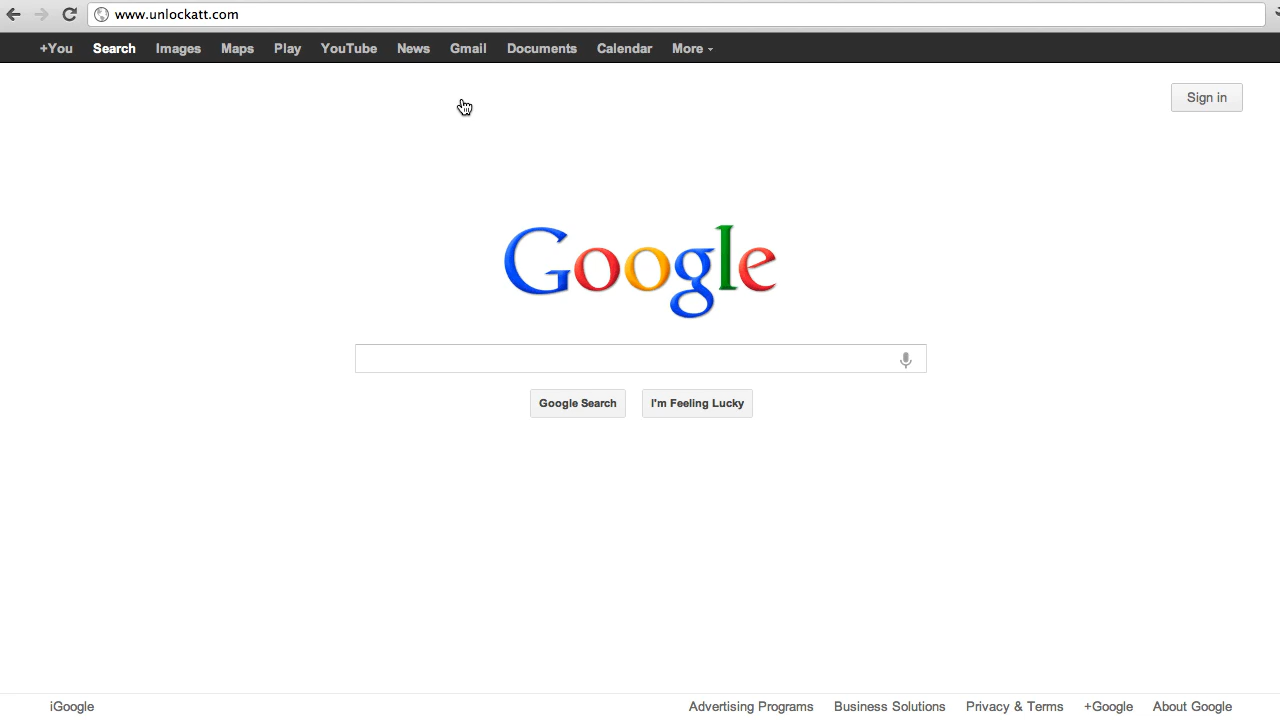 www.unlockatt.com
+You Search Images Maps Play YouTube News Gmail Documents Calendar More
Sign in
Google
Google Search I'm Feeling Lucky
iGoogle Advertising Programs Business Solutions Privacy & Terms +Google About Google